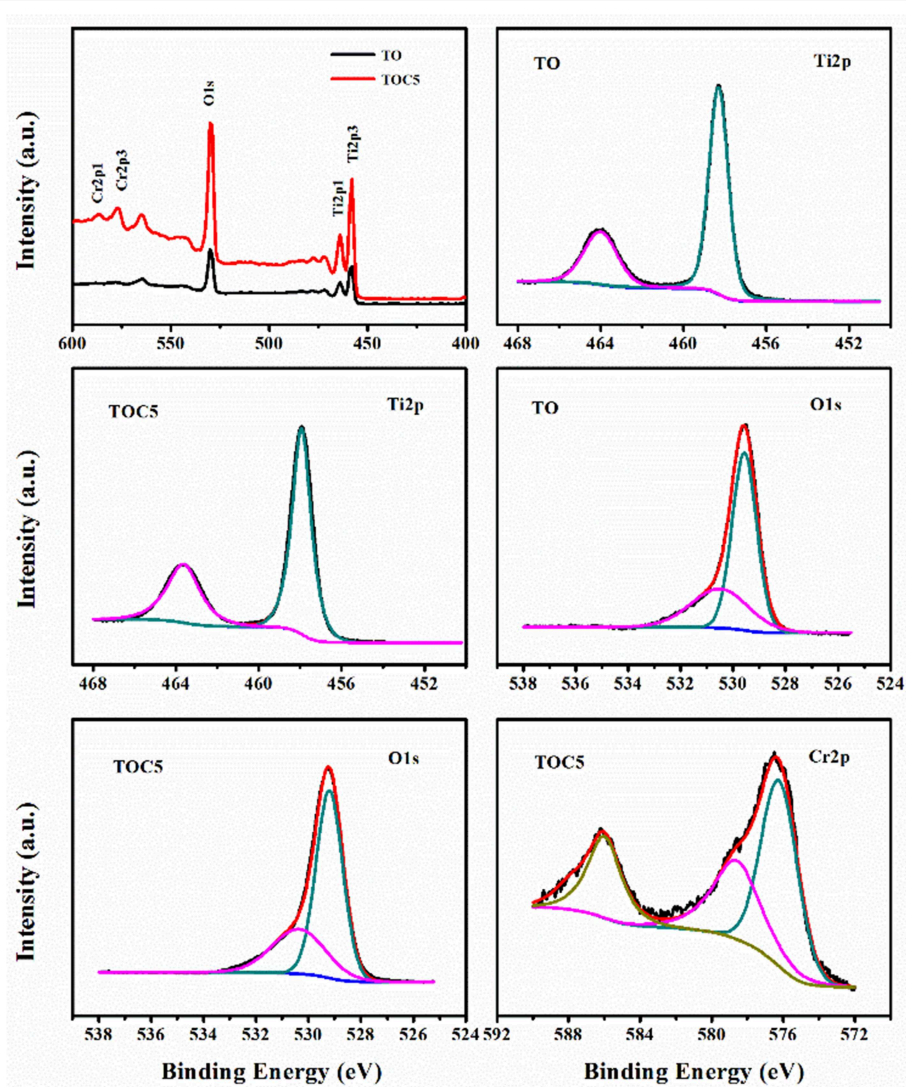 TO
TOC5
Cr2p1
Cr2p3
O1s
Ti2p1
Ti2p3
Intensity (a.u.)
600 550 500 450 400
TO
Ti2p
468 464 460 456 452
TOC5
Ti2p
Intensity (a.u.)
468 464 460 456 452
TO
O1s
538 536 534 532 530 528 526 524
TOC5
O1s
Intensity (a.u.)
538 536 534 532 530 528 526 524
Binding Energy (eV)
TOC5
Cr2p
592 588 584 580 576 572
Binding Energy (eV)